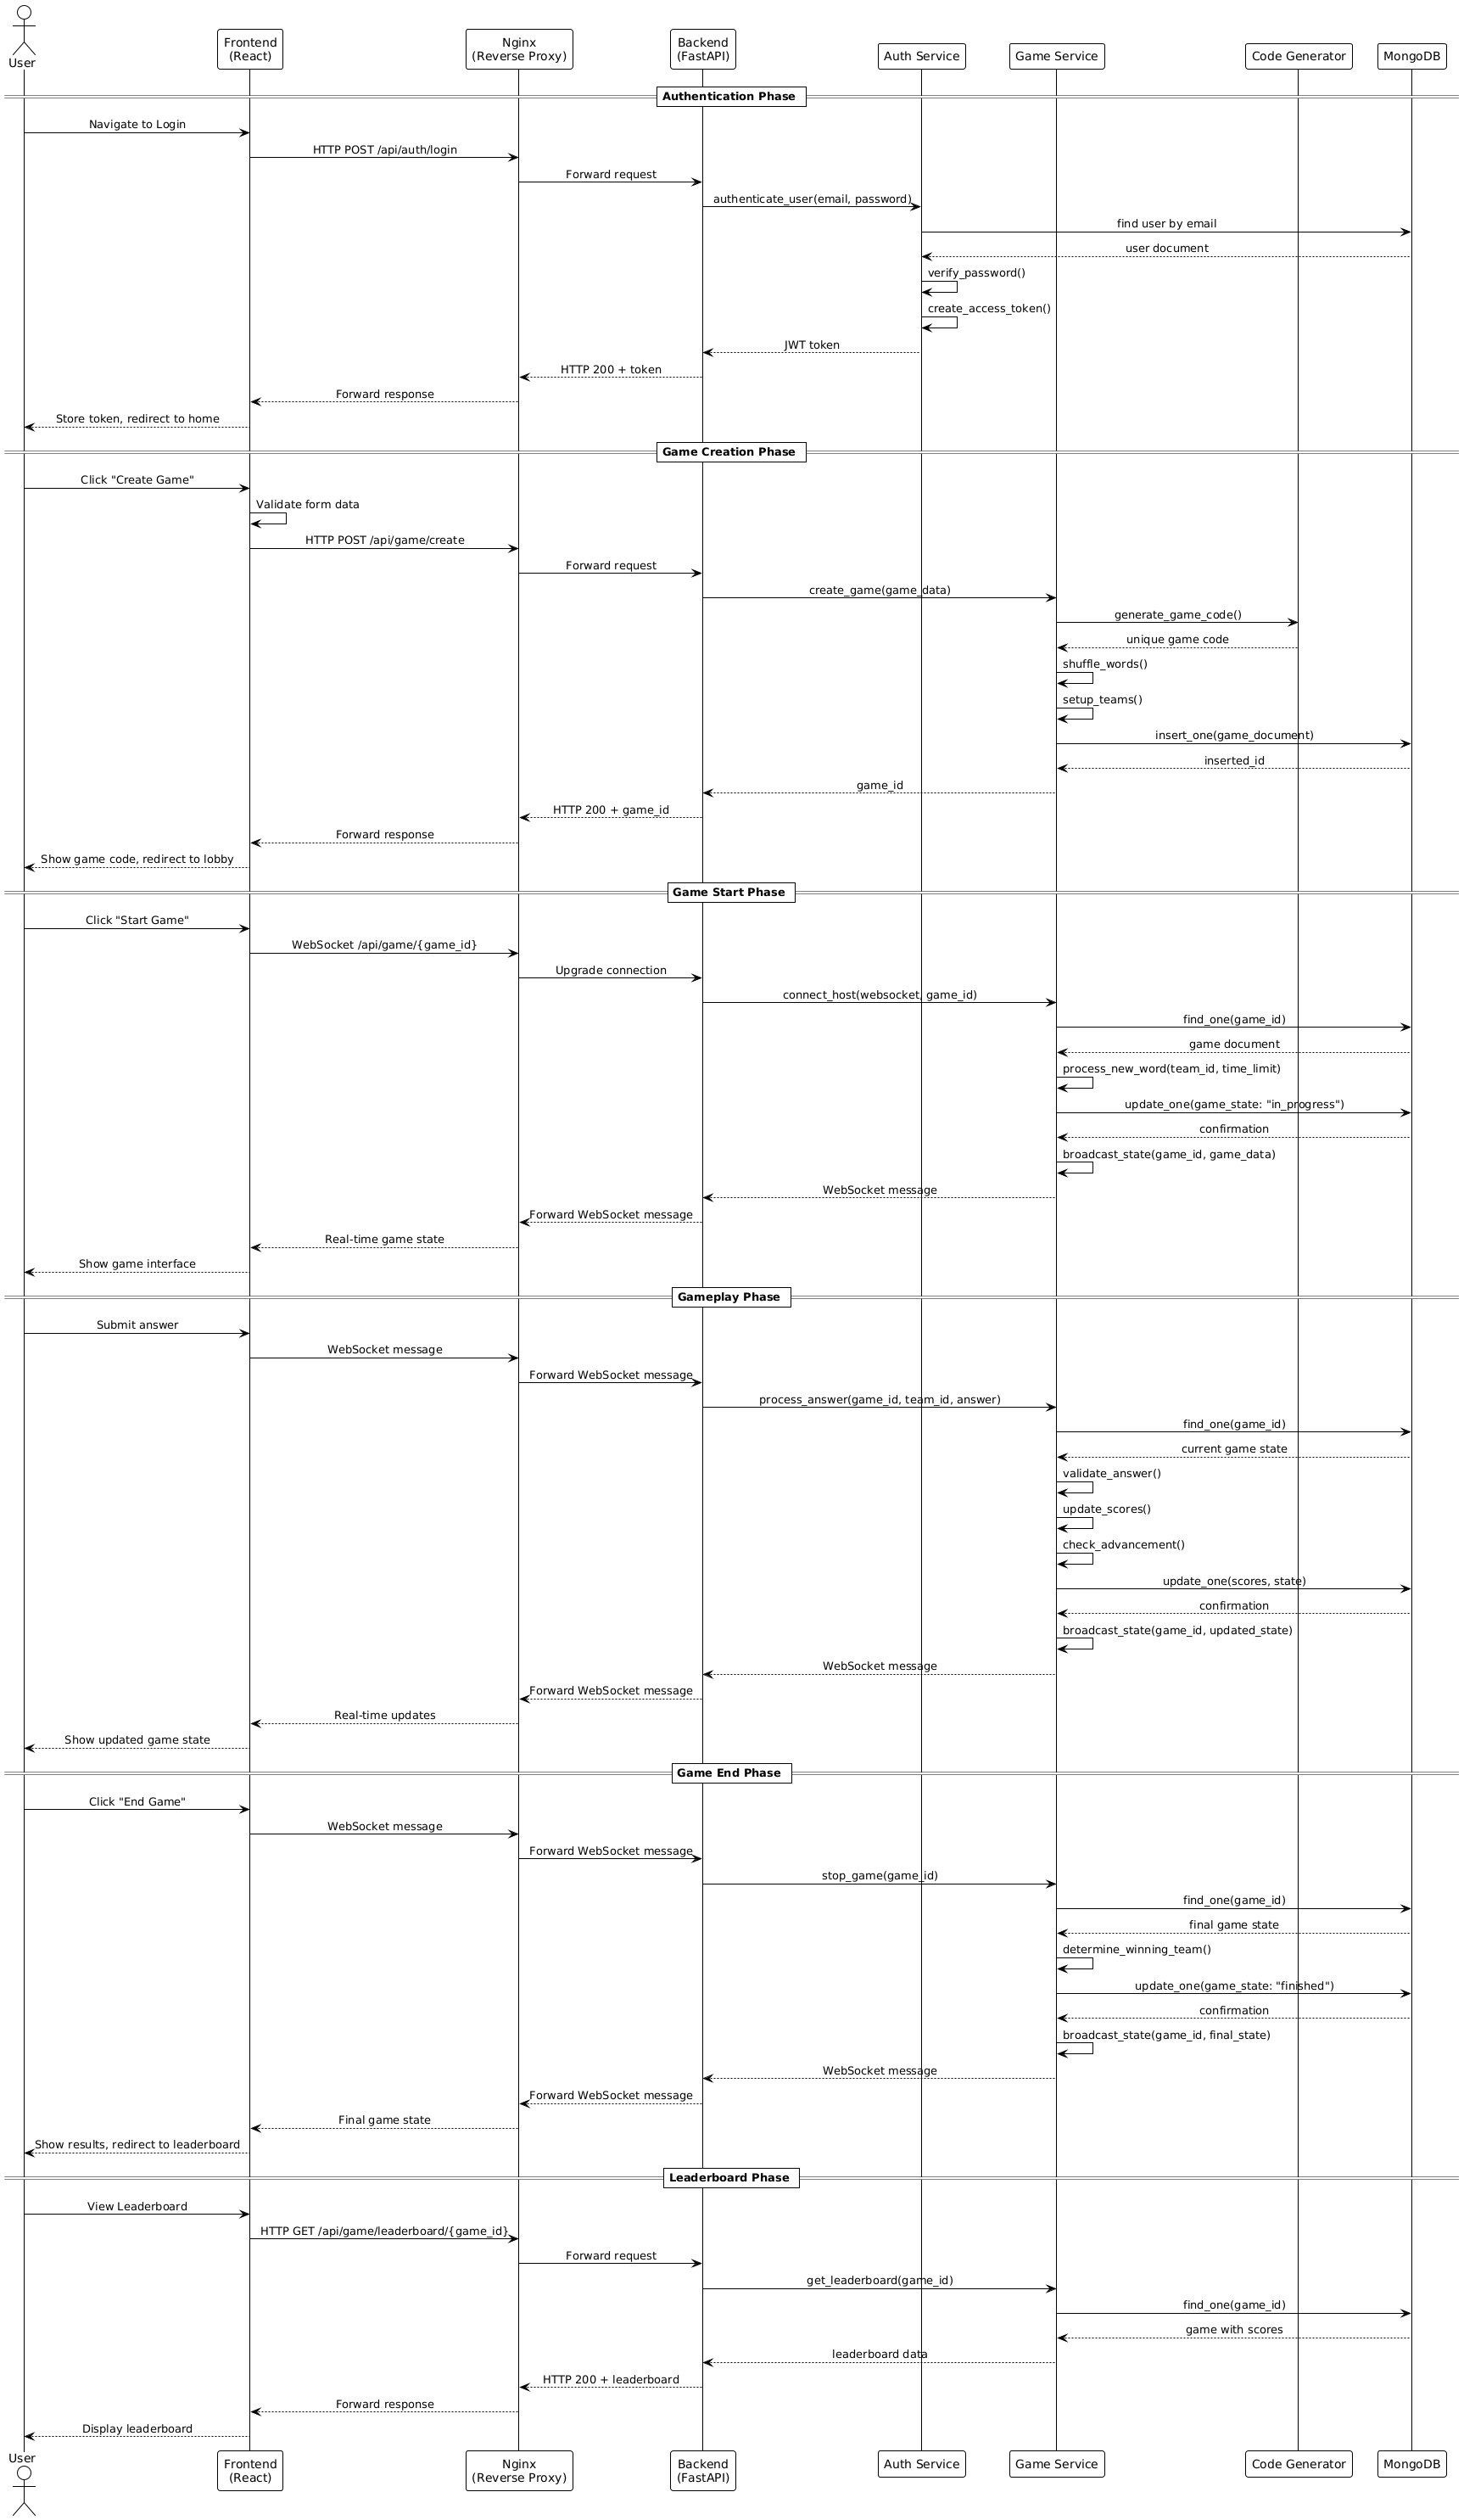 User
Frontend
(React)
Nginx
(Reverse Proxy)
Backend
(FastAPI)
Auth Service
Game Service
Code Generator
MongoDB
Authentication Phase
Navigate to Login
HTTP POST /api/auth/login
Forward request
authenticate_user(email, password)
find user by email
user document
verify_password()
create_access_token()
JWT token
HTTP 200 + token
Forward response
Store token, redirect to home
Game Creation Phase
Click "Create Game"
Validate form data
HTTP POST /api/game/create
Forward request
create_game(game_data)
generate_game_code()
unique game code
shuffle_words()
setup_teams()
insert_one(game_document)
inserted_id
game_id
HTTP 200 + game_id
Forward response
Show game code, redirect to lobby
Game Start Phase
Click "Start Game"
WebSocket /api/game/{game_id}
Upgrade connection
connect_host(websocket, game_id)
find_one(game_id)
game document
process_new_word(team_id, time_limit)
update_one(game_state: "in_progress")
confirmation
broadcast_state(game_id, game_data)
WebSocket message
Forward WebSocket message
Real-time game state
Show game interface
Gameplay Phase
Submit answer
WebSocket message
Forward WebSocket message
process_answer(game_id, team_id, answer)
find_one(game_id)
current game state
validate_answer()
update_scores()
check_advancement()
update_one(scores, state)
confirmation
broadcast_state(game_id, updated_state)
WebSocket message
Forward WebSocket message
Real-time updates
Show updated game state
Game End Phase
Click "End Game"
WebSocket message
Forward WebSocket message
stop_game(game_id)
find_one(game_id)
final game state
determine_winning_team()
update_one(game_state: "finished")
confirmation
broadcast_state(game_id, final_state)
WebSocket message
Forward WebSocket message
Final game state
Show results, redirect to leaderboard
Leaderboard Phase
View Leaderboard
HTTP GET /api/game/leaderboard/{game_id}
Forward request
get_leaderboard(game_id)
find_one(game_id)
game with scores
leaderboard data
HTTP 200 + leaderboard
Forward response
Display leaderboard
User
Frontend
(React)
Nginx
(Reverse Proxy)
Backend
(FastAPI)
Auth Service
Game Service
Code Generator
MongoDB